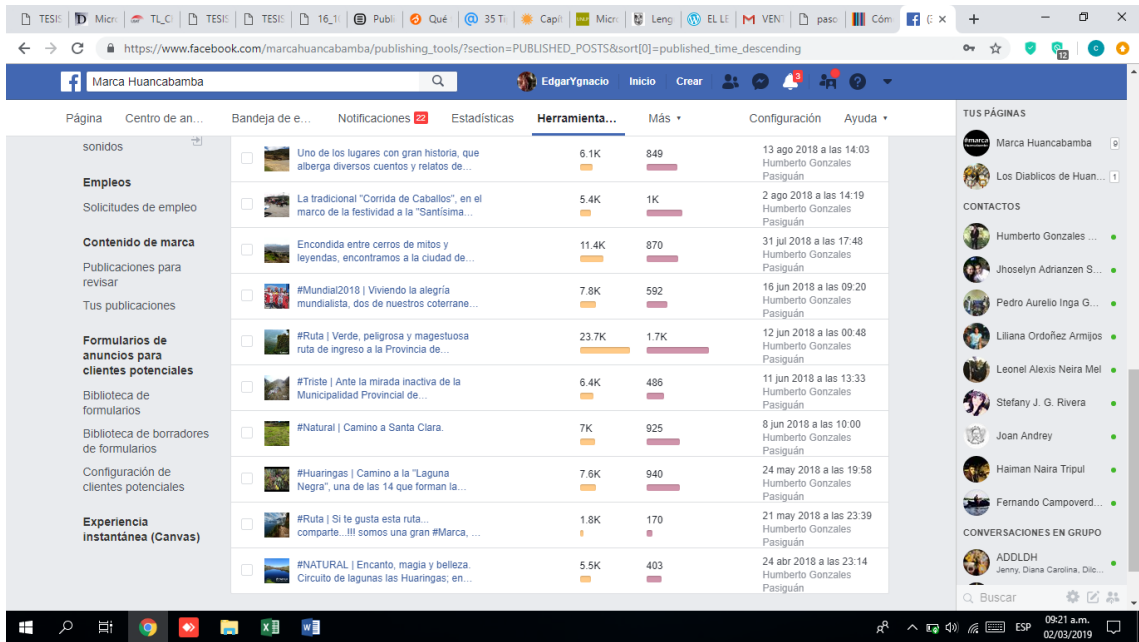 TESIS
Micro
TL_CI
TESIS
TESIS
16_1
Publi
Qué
35 Ti
Capít
Micro
Leng
EL LE
VENT
paso
Cóm
https://www.facebook.com/marcahuancabamba/publishing_tools/?section=PUBLISHED_POSTS&sort[0]=published_time_descending
12
Marca Huancabamba
EdgarYgnacio
Inicio
Crear
3
Página
Centro de an...
Bandeja de e...
Notificaciones 22
Estadísticas
Herramienta...
Más
Configuración
Ayuda
sonidos
Empleos
Solicitudes de empleo
Contenido de marca
Publicaciones para
revisar
Tus publicaciones
Formularios de
anuncios para
clientes potenciales
Biblioteca de
formularios
Biblioteca de borradores
de formularios
Configuración de
clientes potenciales
Experiencia
instantánea (Canvas)
Uno de los lugares con gran historia, que
alberga diversos cuentos y relatos de...
6.1K
849
13 ago 2018 a las 14:03
Humberto Gonzales
Pasiguán
La tradicional "Corrida de Caballos", en el
marco de la festividad a la "Santísima...
5.4K
1K
2 ago 2018 a las 14:19
Humberto Gonzales
Pasiguán
Encondida entre cerros de mitos y
leyendas, encontramos a la ciudad de...
11.4K
870
31 jul 2018 a las 17:48
Humberto Gonzales
Pasiguán
#Mundial2018 | Viviendo la alegría
mundialista, dos de nuestros coterrane...
7.8K
592
16 jun 2018 a las 09:20
Humberto Gonzales
Pasiguán
#Ruta | Verde, peligrosa y magestuosa
ruta de ingreso a la Provincia de...
23.7K
1.7K
12 jun 2018 a las 00:48
Humberto Gonzales
Pasiguán
#Triste | Ante la mirada inactiva de la
Municipalidad Provincial de...
6.4K
486
11 jun 2018 a las 13:33
Humberto Gonzales
Pasiguán
#Natural | Camino a Santa Clara.
7K
925
8 jun 2018 a las 10:00
Humberto Gonzales
Pasiguán
#Huaringas | Camino a la "Laguna
Negra", una de las 14 que forman la...
7.6K
940
24 may 2018 a las 19:58
Humberto Gonzales
Pasiguán
#Ruta | Si te gusta esta ruta...
comparte...!!! somos una gran #Marca, ...
1.8K
170
21 may 2018 a las 23:39
Humberto Gonzales
Pasiguán
#NATURAL | Encanto, magia y belleza.
Circuito de lagunas las Huaringas; en...
5.5K
403
24 abr 2018 a las 23:14
Humberto Gonzales
Pasiguán
TUS PÁGINAS
Marca Huancabamba 9
Los Diablicos de Huan... 1
CONTACTOS
Humberto Gonzales ...
Jhoselyn Adrianzen S...
Pedro Aurelio Inga G...
Liliana Ordoñez Armijos
Leonel Alexis Neira Mel
Stefany J. G. Rivera
Joan Andrey
Haiman Naira Tripul
Fernando Campoverd...
CONVERSACIONES EN GRUPO
ADDLDH
Jenny, Diana Carolina, Dilc...
Buscar
ESP
09:21 a.m.
02/03/2019